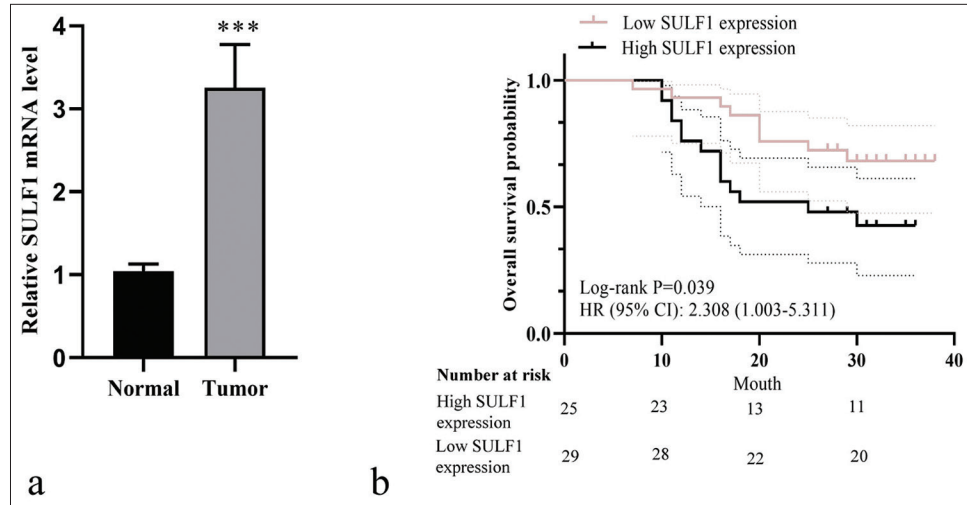 Relative SULF1 mRNA level
4
3
2
1
0
***
Normal Tumor
a
Low SULF1 expression
High SULF1 expression
Overall survival probability
1.0
0.5
0.0
Log-rank P=0.039
HR (95% CI): 2.308 (1.003-5.311)
0 10 20 30 40
Mouth
Number at risk
High SULF1 25 23 13 11
expression
Low SULF1 29 28 22 20
expression
b